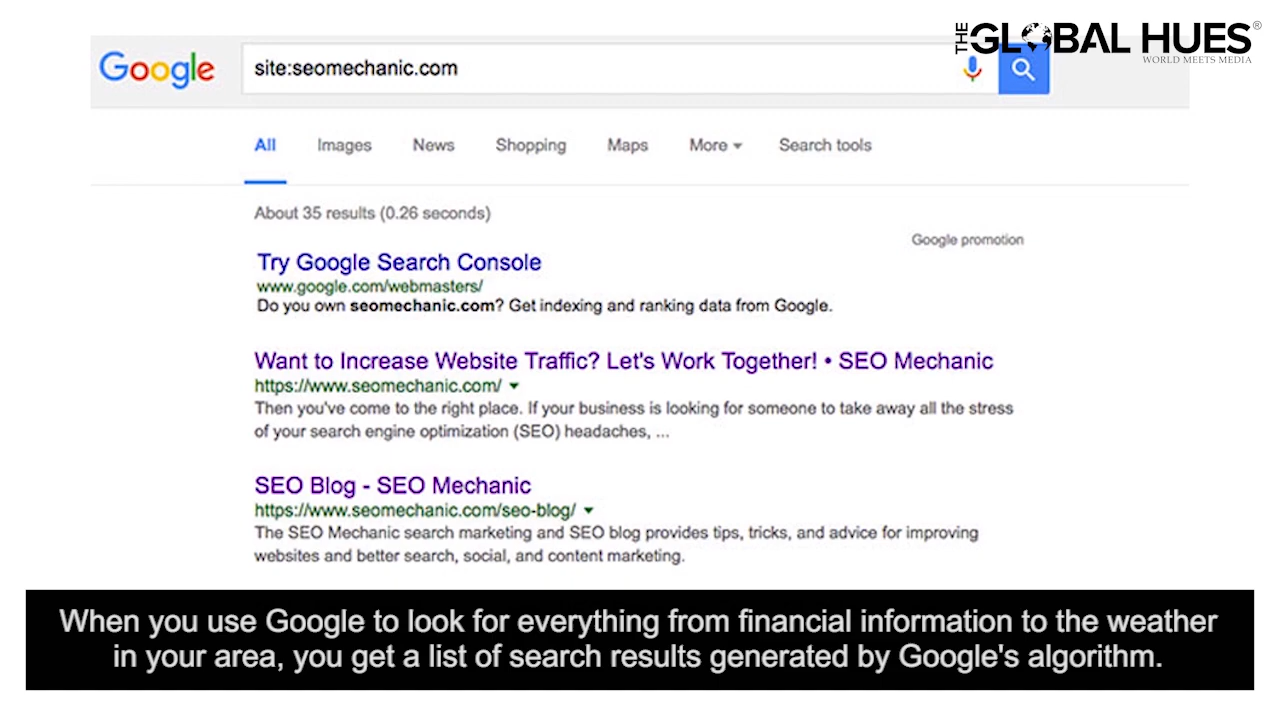 THE GLOBAL HUES®
WORLD MEETS MEDIA
Google
site:seomechanic.com
All Images News Shopping Maps More Search tools
About 35 results (0.26 seconds)
Google promotion
Try Google Search Console
www.google.com/webmasters/
Do you own seomechanic.com? Get indexing and ranking data from Google.
Want to Increase Website Traffic? Let's Work Together! • SEO Mechanic
https://www.seomechanic.com/
Then you've come to the right place. If your business is looking for someone to take away all the stress
of your search engine optimization (SEO) headaches, ...
SEO Blog - SEO Mechanic
https://www.seomechanic.com/seo-blog/
The SEO Mechanic search marketing and SEO blog provides tips, tricks, and advice for improving
websites and better search, social, and content marketing.
When you use Google to look for everything from financial information to the weather
in your area, you get a list of search results generated by Google's algorithm.